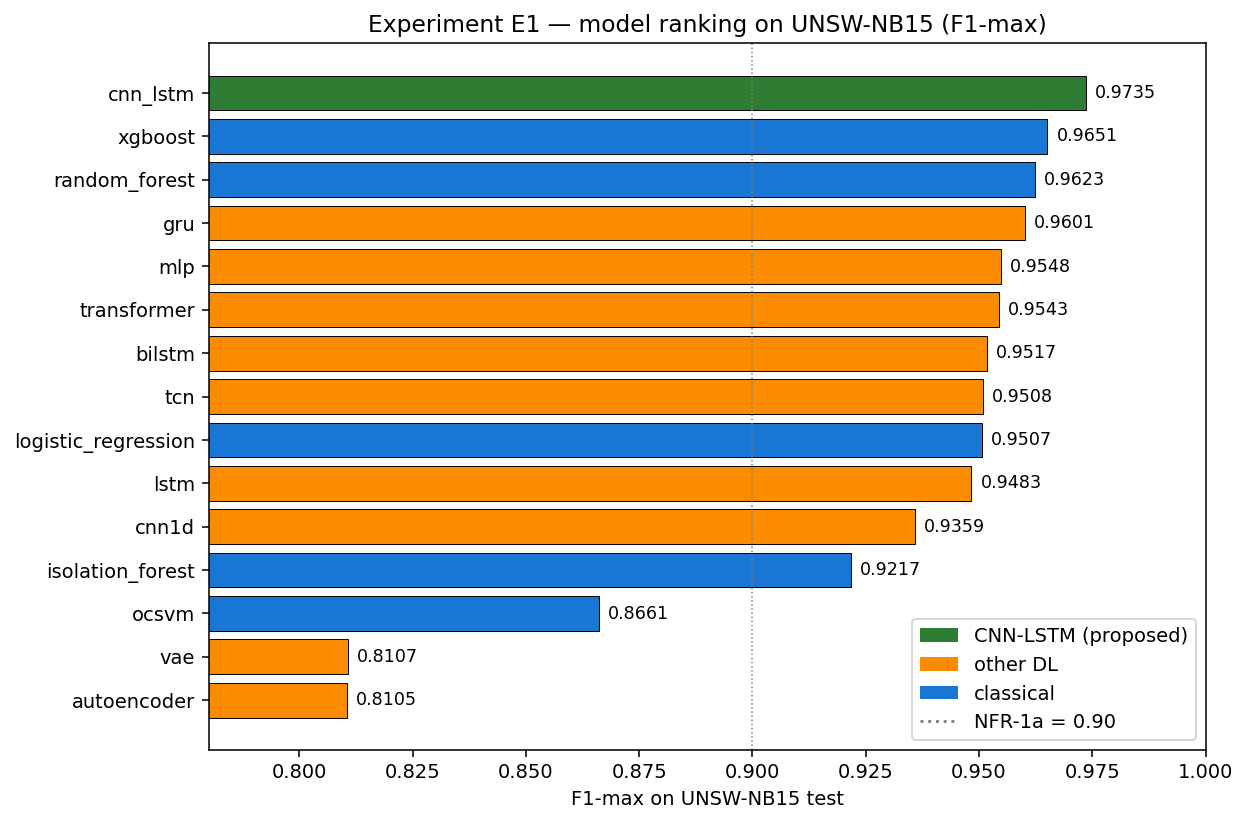 Experiment E1 — model ranking on UNSW-NB15 (F1-max)
cnn_lstm 0.9735
xgboost 0.9651
random_forest 0.9623
gru 0.9601
mlp 0.9548
transformer 0.9543
bilstm 0.9517
tcn 0.9508
logistic_regression 0.9507
lstm 0.9483
cnn1d 0.9359
isolation_forest 0.9217
ocsvm 0.8661
vae 0.8107
autoencoder 0.8105
CNN-LSTM (proposed)
other DL
classical
NFR-1a = 0.90
0.800 0.825 0.850 0.875 0.900 0.925 0.950 0.975 1.000
F1-max on UNSW-NB15 test